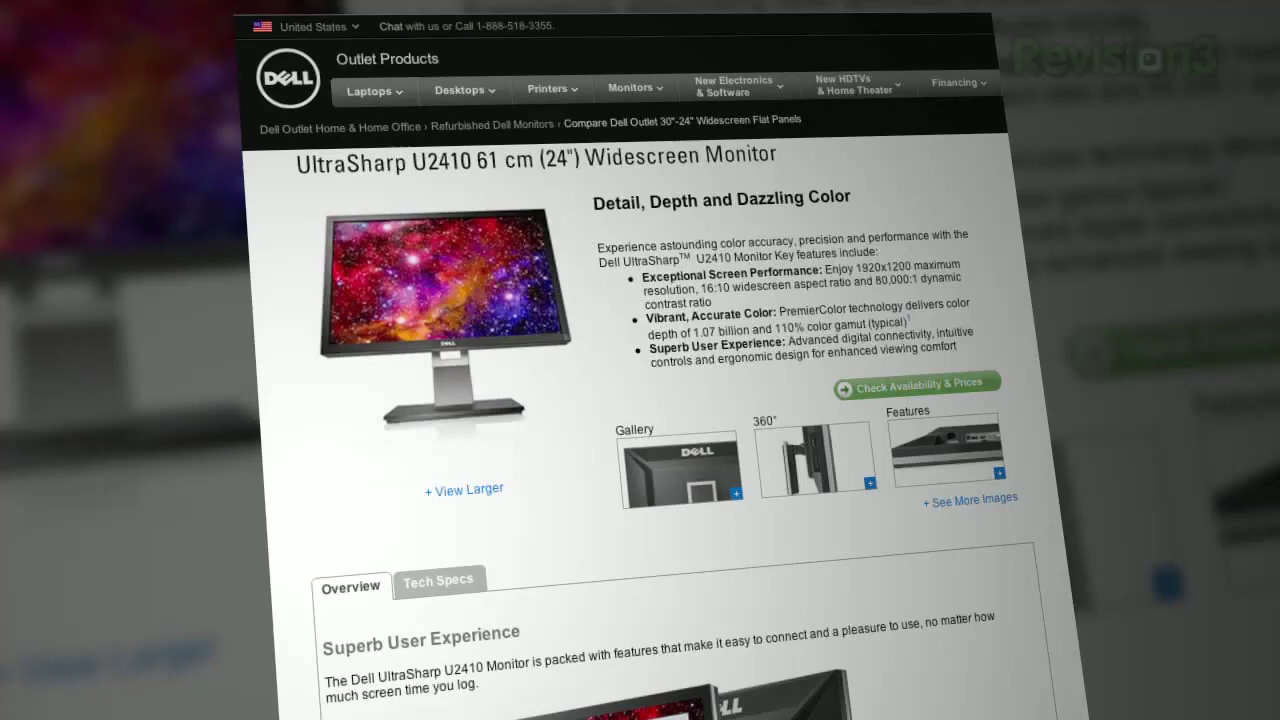 United States
Chat with us or Call 1-888-518-3355.
Revision3
DELL
Outlet Products
Laptops
Desktops
Printers
Monitors
New Electronics
& Software
New HDTVs
& Home Theater
Financing
Dell Outlet Home & Home Office › Refurbished Dell Monitors › Compare Dell Outlet 30"-24" Widescreen Flat Panels
UltraSharp U2410 61 cm (24") Widescreen Monitor
Detail, Depth and Dazzling Color
Experience astounding color accuracy, precision and performance with the
Dell UltraSharp™ U2410 Monitor Key features include:
• Exceptional Screen Performance: Enjoy 1920x1200 maximum
resolution, 16:10 widescreen aspect ratio and 80,000:1 dynamic
contrast ratio
• Vibrant, Accurate Color: PremierColor technology delivers color
depth of 1.07 billion and 110% color gamut (typical)¹
• Superb User Experience: Advanced digital connectivity, intuitive
controls and ergonomic design for enhanced viewing comfort
DELL
Check Availability & Prices
Gallery
360°
Features
DELL
+ View Larger
+ See More Images
Overview
Tech Specs
Superb User Experience
The Dell UltraSharp U2410 Monitor is packed with features that make it easy to connect and a pleasure to use, no matter how
much screen time you log.
View Larger